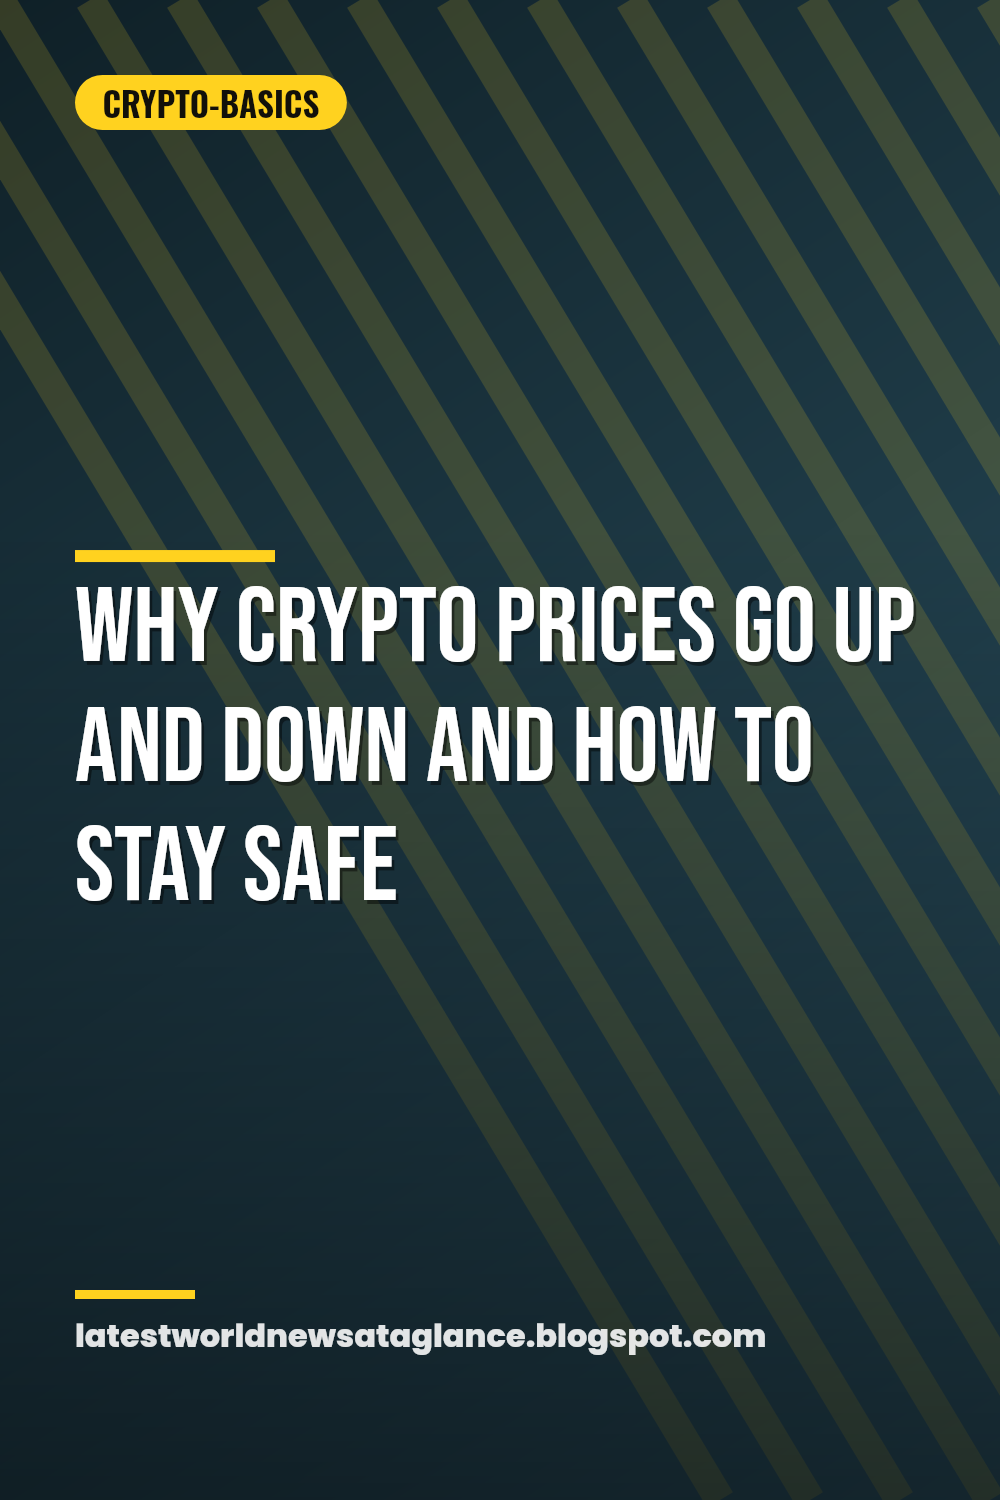 CRYPTO-BASICS
WHY CRYPTO PRICES GO UP
AND DOWN AND HOW TO
STAY SAFE
latestworldnewsataglance.blogspot.com